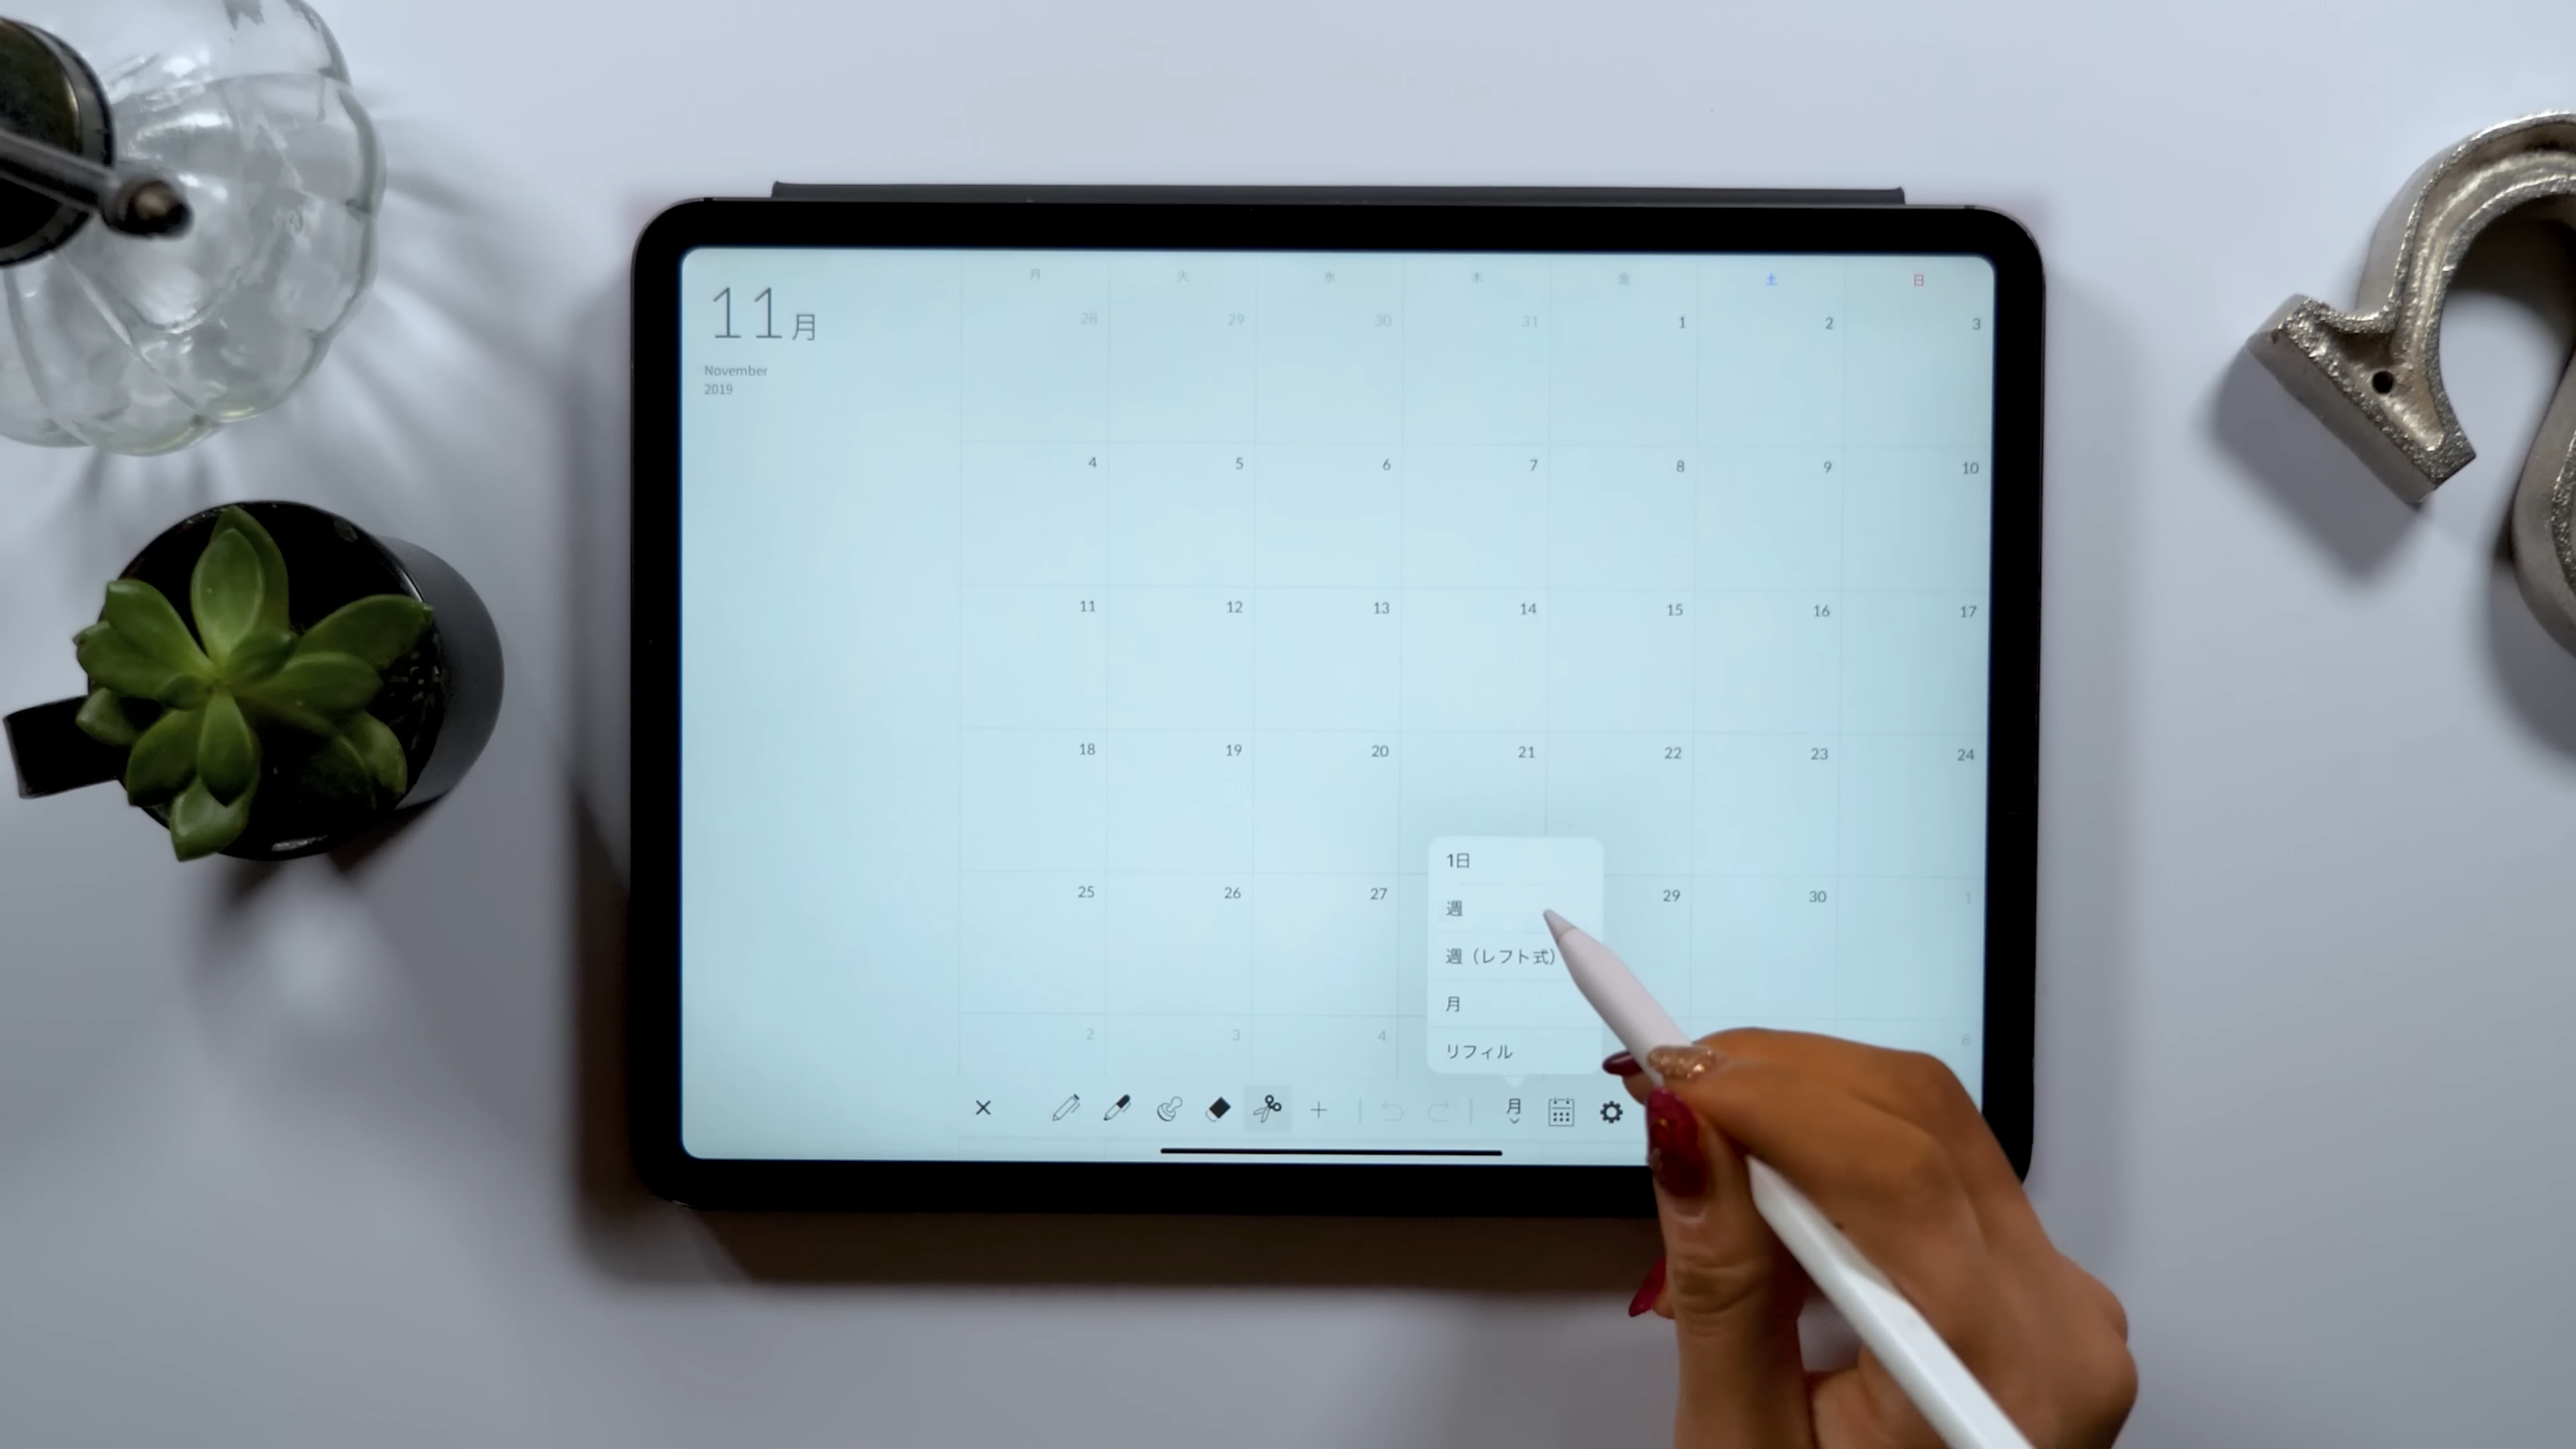 11月
November
2019
月 火 水 木 金 土 日
28 29 30 31 1 2 3
4 5 6 7 8 9 10
11 12 13 14 15 16 17
18 19 20 21 22 23 24
25 26 27 29 30 1
2 3 4 8
1日
週
週（レフト式）
月
リフィル
月